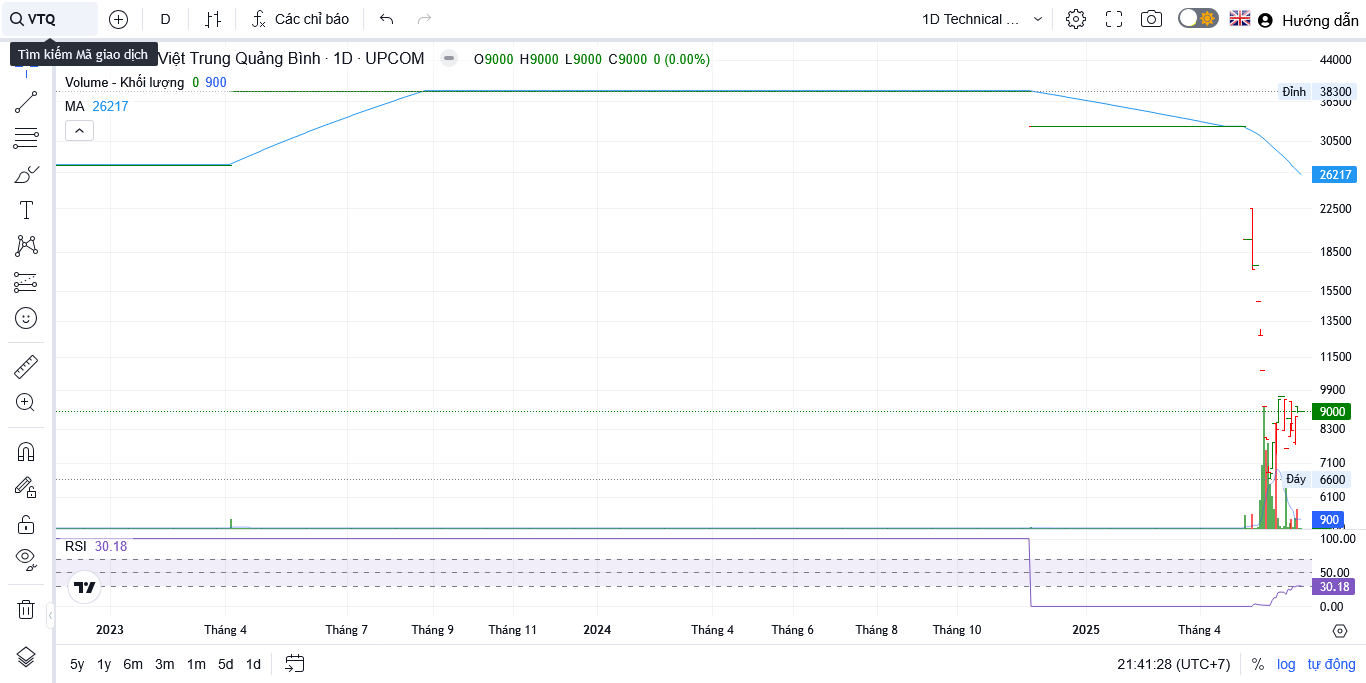 VTQ
D
Các chỉ báo
1D Technical ...
Hướng dẫn
Tìm kiếm Mã giao dịch
Việt Trung Quảng Bình · 1D · UPCOM
O9000 H9000 L9000 C9000 0 (0.00%)
Volume - Khối lượng 0 900
MA 26217
44000
Đỉnh 38300
36500
30500
26217
22500
18500
15500
13500
11500
9900
9000
8300
7100
Đáy 6600
6100
900
RSI 30.18
100.00
50.00
30.18
0.00
2023 Tháng 4 Tháng 7 Tháng 9 Tháng 11 2024 Tháng 4 Tháng 6 Tháng 8 Tháng 10 2025 Tháng 4
5y 1y 6m 3m 1m 5d 1d
21:41:28 (UTC+7) % log tự động